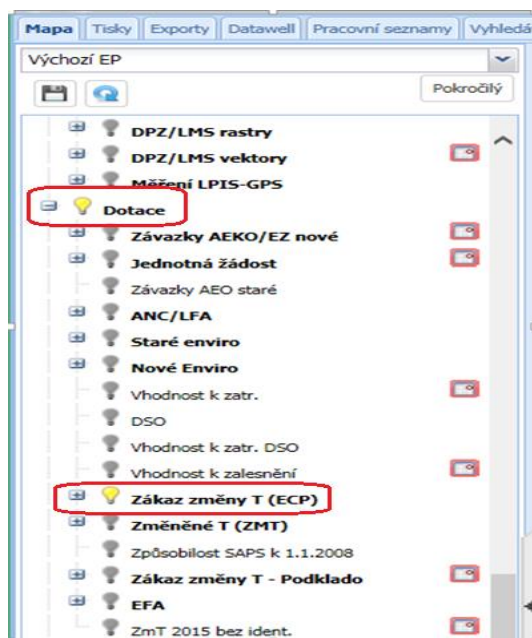 Mapa Tisky Exporty Datawell Pracovní seznamy Vyhledá
Výchozí EP
Pokročilý
DPZ/LMS rastry
DPZ/LMS vektory
Měření LPIS-GPS
Dotace
Závazky AEKO/EZ nové
Jednotná žádost
Závazky AEO staré
ANC/LFA
Staré enviro
Nové Enviro
Vhodnost k zatr.
DSO
Vhodnost k zatr. DSO
Vhodnost k zalesnění
Zákaz změny T (ECP)
Změněné T (ZMT)
Způsobilost SAPS k 1.1.2008
Zákaz změny T - Podklado
EFA
ZmT 2015 bez ident.